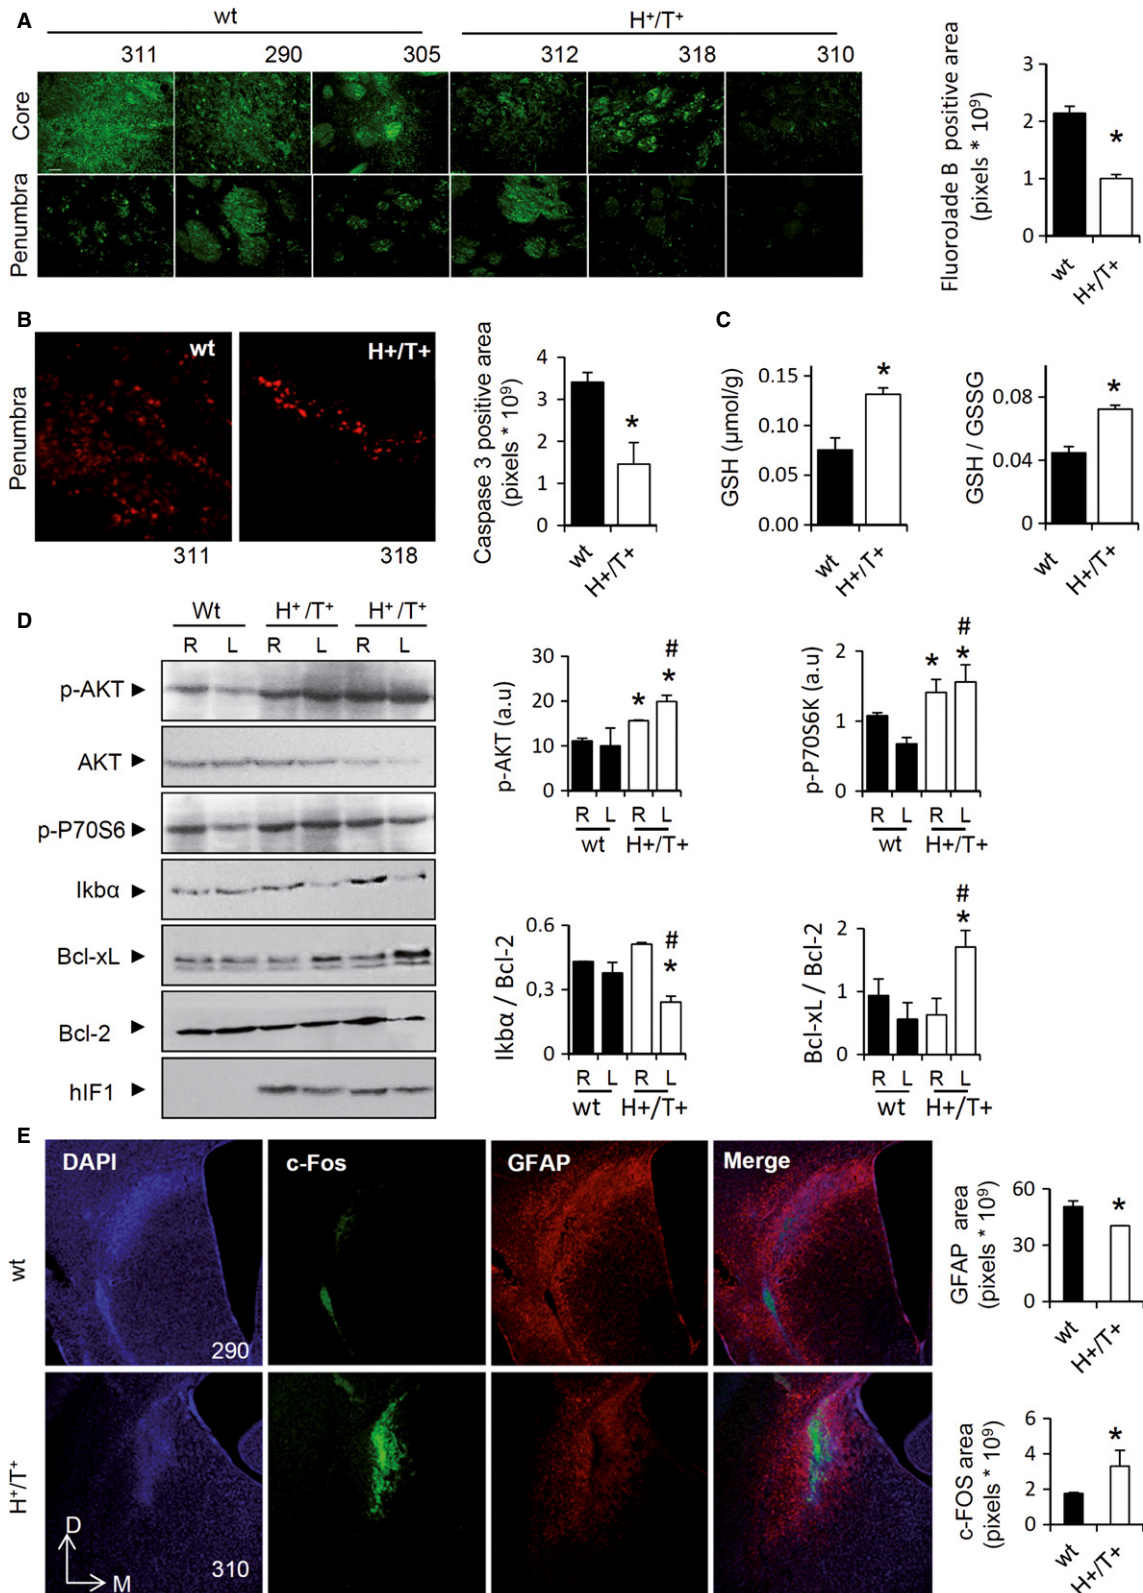 A
wt
H⁺/T⁺
311 290 305 312 318 310
Core
Penumbra
FluoroJade B positive area
(pixels * 10⁹)
3
2
1
0
*
wt H+/T+
B
Penumbra
wt
H+/T+
311 318
Caspase 3 positive area
(pixels * 10⁹)
4
3
2
1
0
*
wt H+/T+
C
GSH (µmol/g)
0.15
0.10
0.05
0.00
*
wt H+/T+
GSH / GSSG
0.08
0.04
0
*
wt H+/T+
D
Wt H⁺/T⁺ H⁺/T⁺
R L R L R L
p-AKT
AKT
p-P70S6
Ikbα
Bcl-xL
Bcl-2
hIF1
p-AKT (a.u)
30
20
10
0
*
#
*
R L R L
wt H+/T+
p-P70S6K (a.u)
2
1
0
*
#
*
R L R L
wt H+/T+
Ikbα / Bcl-2
0.6
0.3
0
#
*
R L R L
wt H+/T+
Bcl-xL / Bcl-2
2
1
0
#
*
R L R L
wt H+/T+
E
DAPI c-Fos GFAP Merge
wt
290
H⁺/T⁺
D
M
310
GFAP area
(pixels * 10⁹)
60
30
0
*
wt H+/T+
c-FOS area
(pixels * 10⁹)
6
4
2
0
*
wt H+/T+